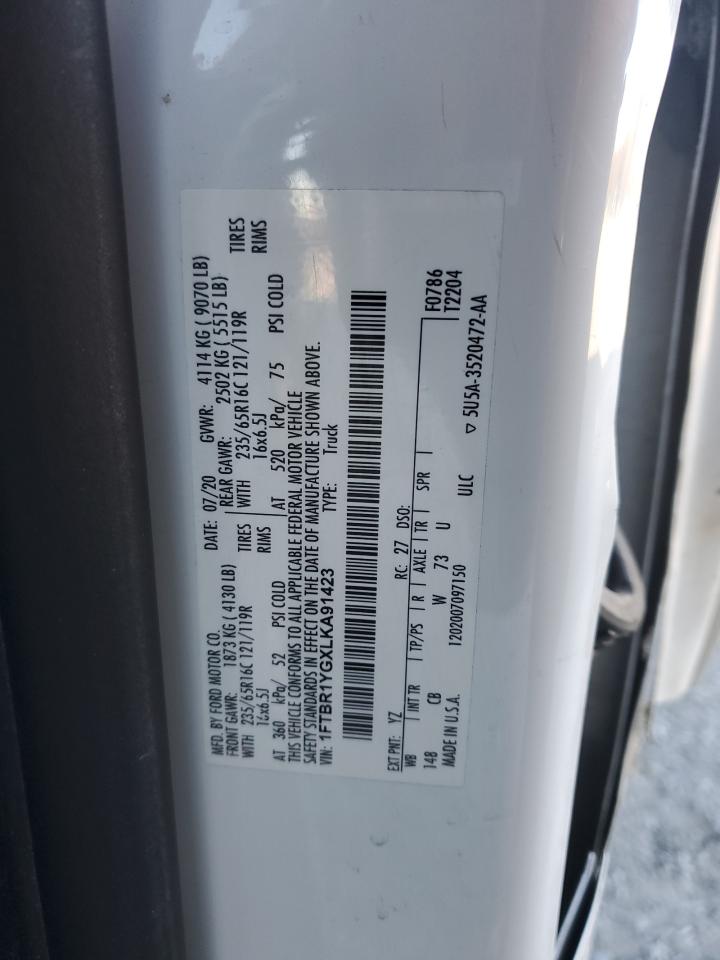 MFD. BY FORD MOTOR CO. DATE: 07/20 GVWR: 4114 KG ( 9070 LB)
FRONT GAWR: 1873 KG ( 4130 LB) REAR GAWR: 2502 KG ( 5515 LB)
WITH 235/65R16C 121/119R TIRES WITH 235/65R16C 121/119R TIRES
16x6.5J RIMS 16x6.5J RIMS
AT 360 kPa/ 52 PSI COLD AT 520 kPa/ 75 PSI COLD
THIS VEHICLE CONFORMS TO ALL APPLICABLE FEDERAL MOTOR VEHICLE
SAFETY STANDARDS IN EFFECT ON THE DATE OF MANUFACTURE SHOWN ABOVE.
VIN: 1FTBR1YGXLKA91423 TYPE: Truck
EXT PNT: YZ RC: 27 DSO: F0786
WB INT TR TP/PS R AXLE TR SPR T2204
148 CB W 73 U
MADE IN U.S.A. 1202007097150 ULC ▽ 5U5A-3520472-AA